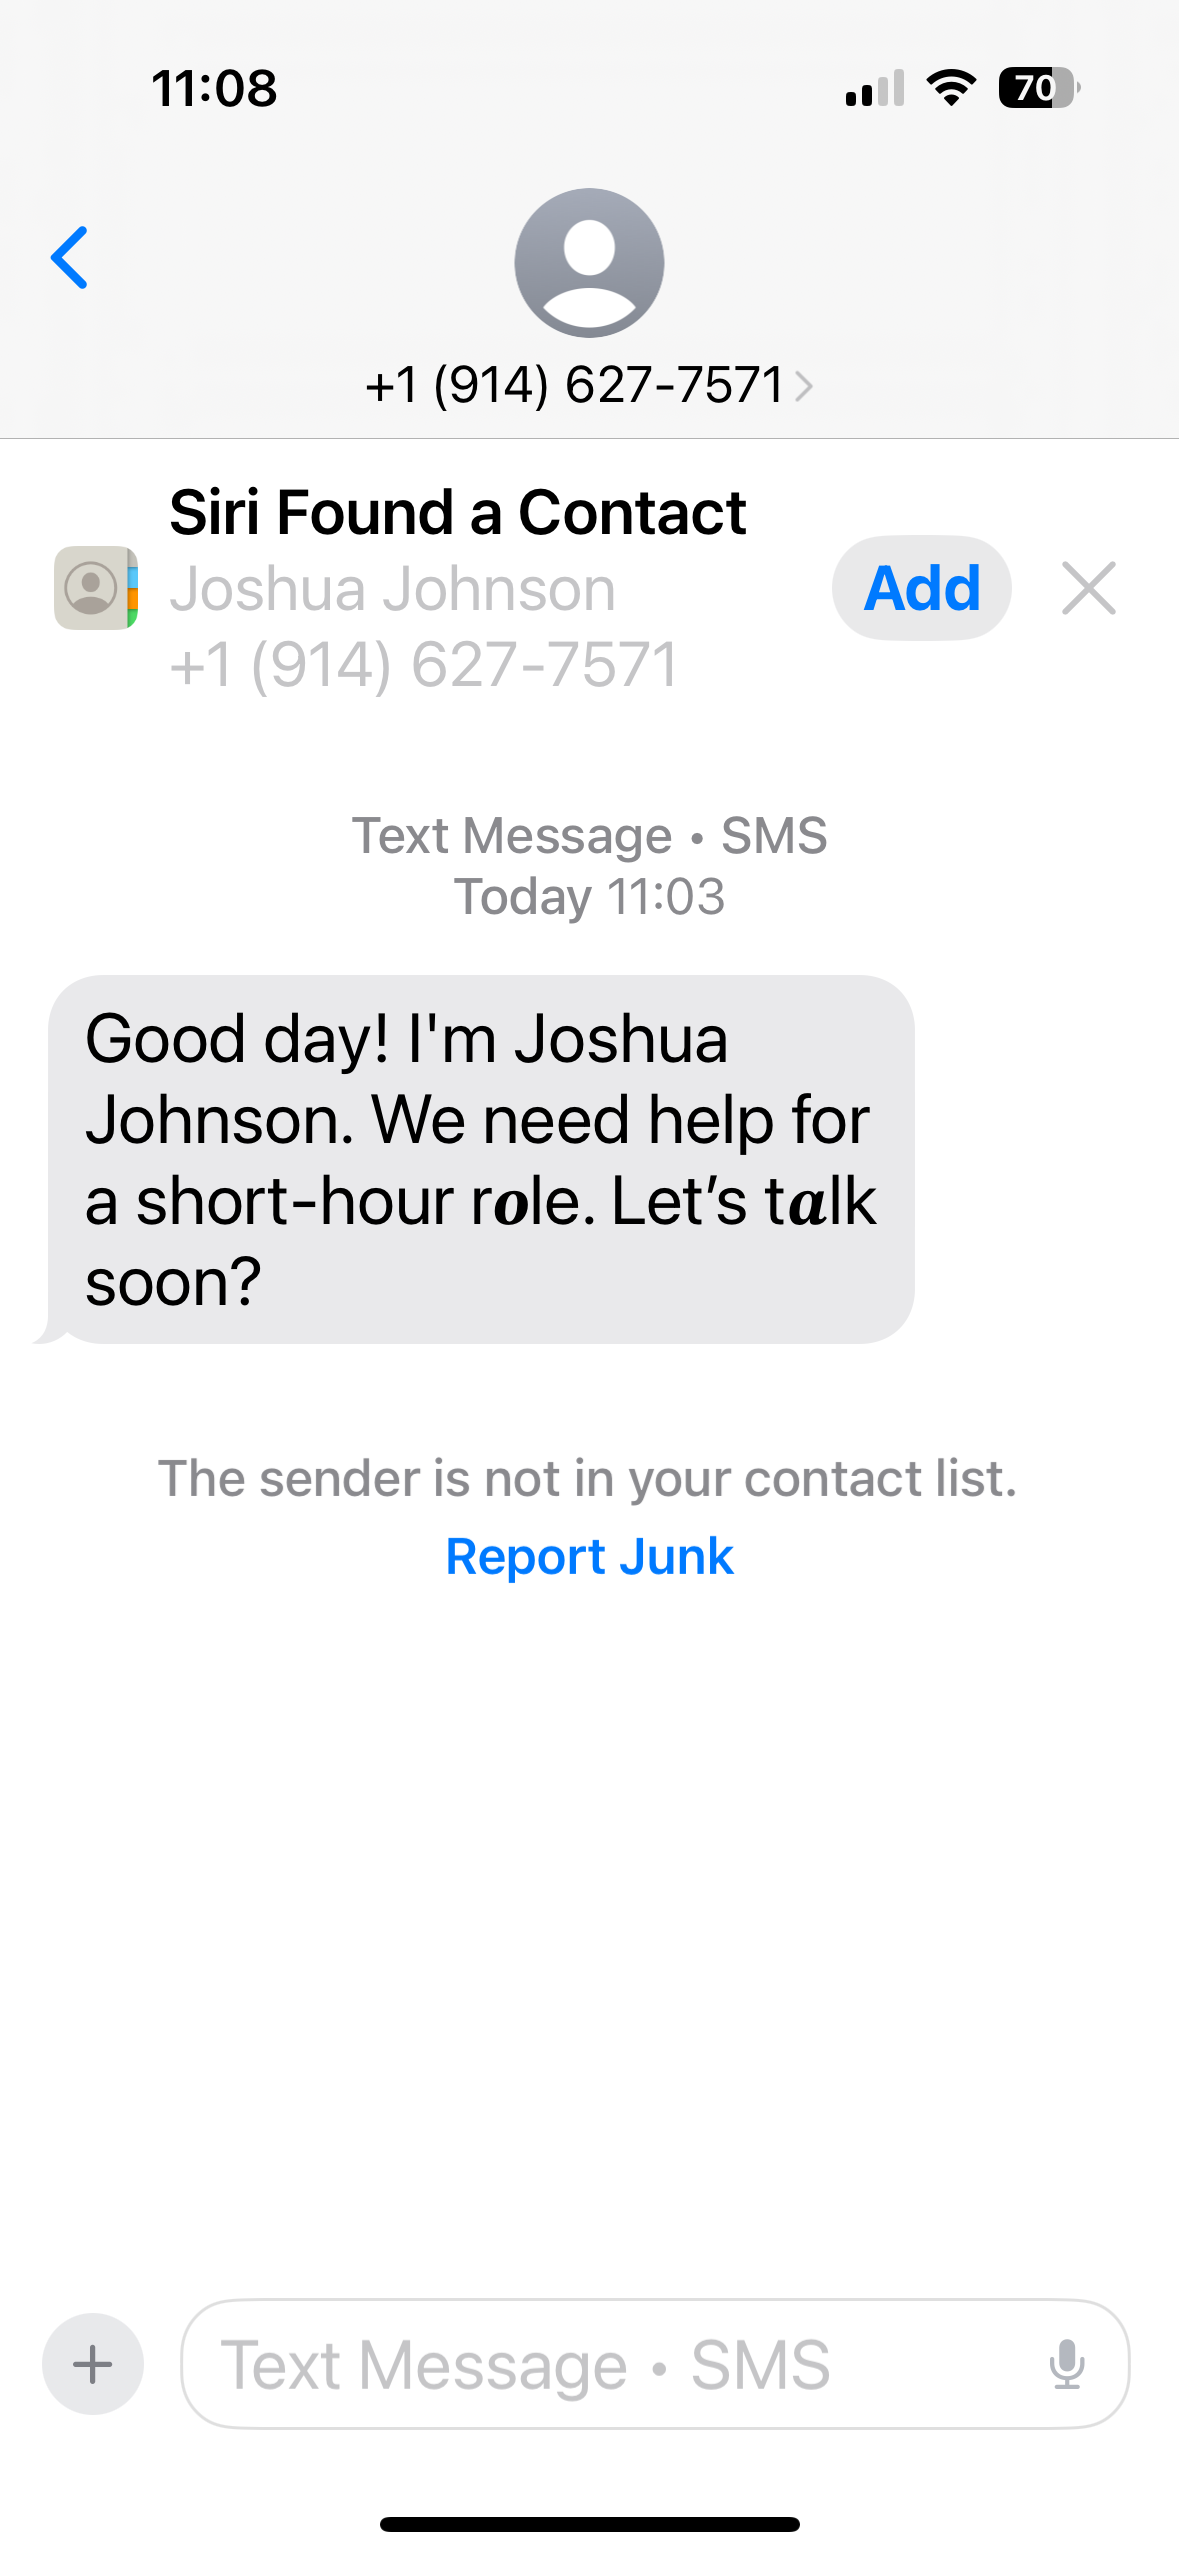 11:08
70
+1 (914) 627-7571
Siri Found a Contact
Joshua Johnson
Add
+1 (914) 627-7571
Text Message • SMS
Today 11:03
Good day! I'm Joshua
Johnson. We need help for
a short-hour r𝒐le. Let’s t𝒂lk
soon?
The sender is not in your contact list.
Report Junk
Text Message • SMS